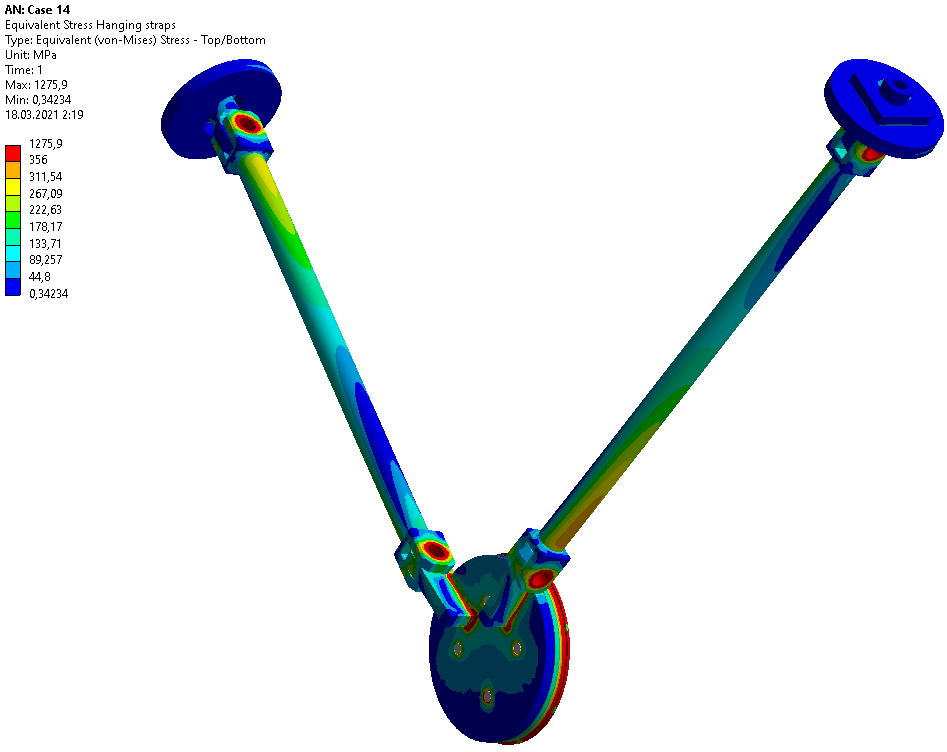 AN: Case 14
Equivalent Stress Hanging straps
Type: Equivalent (von-Mises) Stress - Top/Bottom
Unit: MPa
Time: 1
Max: 1275,9
Min: 0,34234
18.03.2021 2:19
1275,9
356
311,54
267,09
222,63
178,17
133,71
89,257
44,8
0,34234